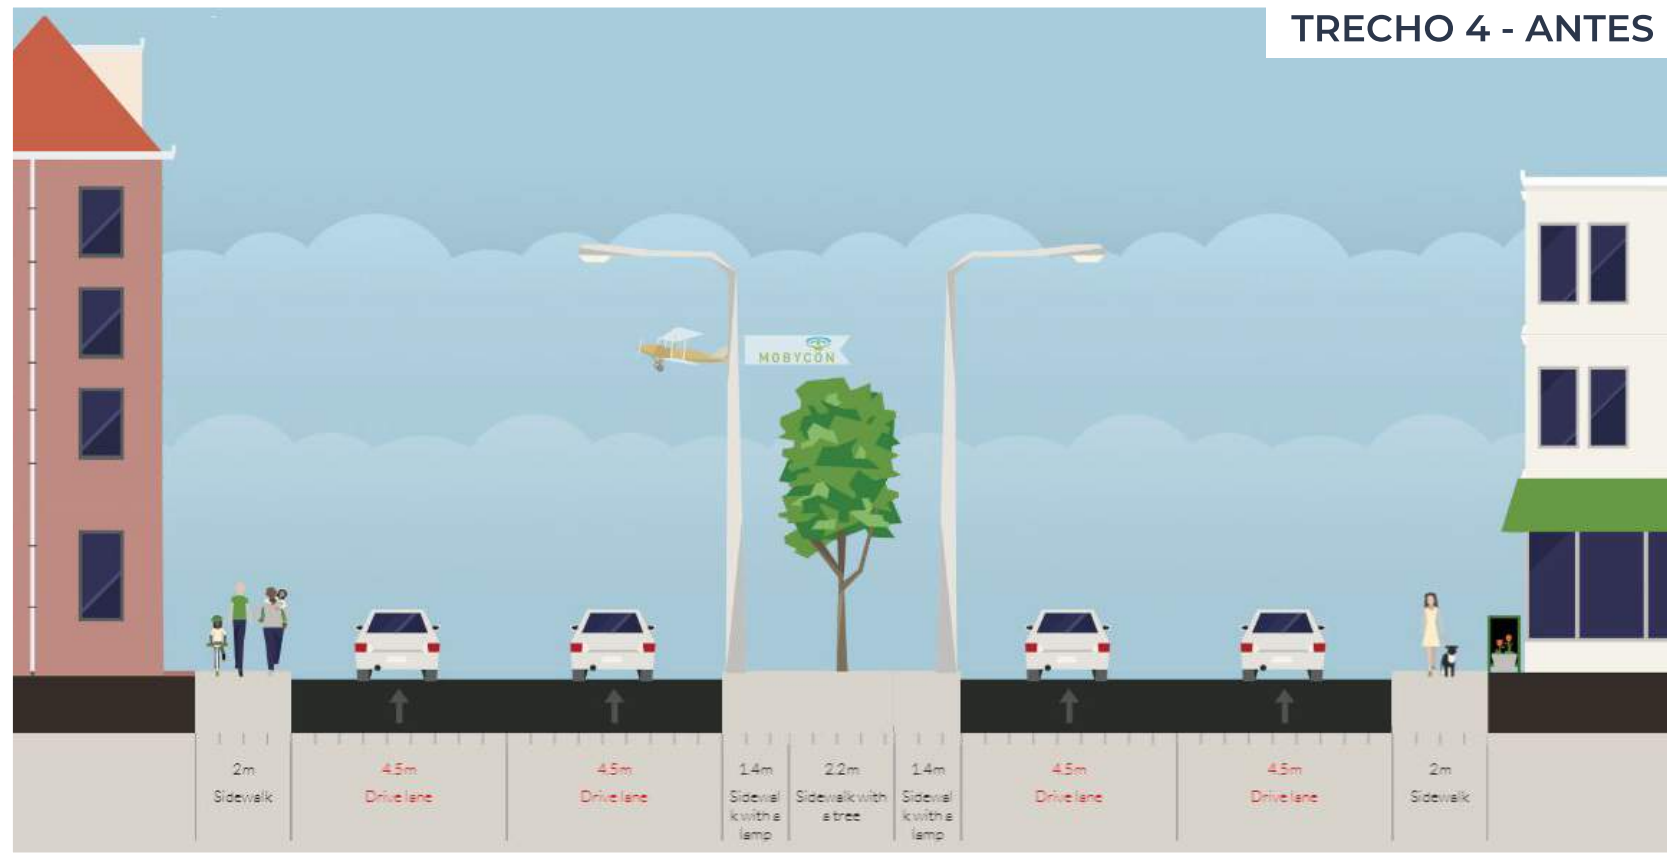 TRECHO 4 - ANTES
MOBYCON
2m
4.5m
4.5m
1.4m
2.2m
1.4m
4.5m
4.5m
2m
Sidewalk
Drive lane
Drive lane
Sidewal
k with a
lamp
Sidewalk with
a tree
Sidewal
k with a
lamp
Drive lane
Drive lane
Sidewalk